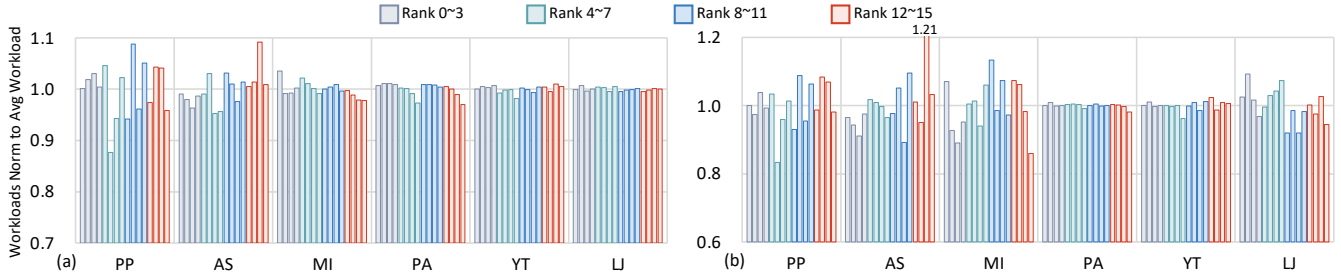 Rank 0~3 Rank 4~7 Rank 8~11 Rank 12~15
Workloads Norm to Avg Workload
1.1
1.0
0.9
0.8
0.7
(a) PP AS MI PA YT LJ
1.21
1.2
1.0
0.8
0.6
(b) PP AS MI PA YT LJ